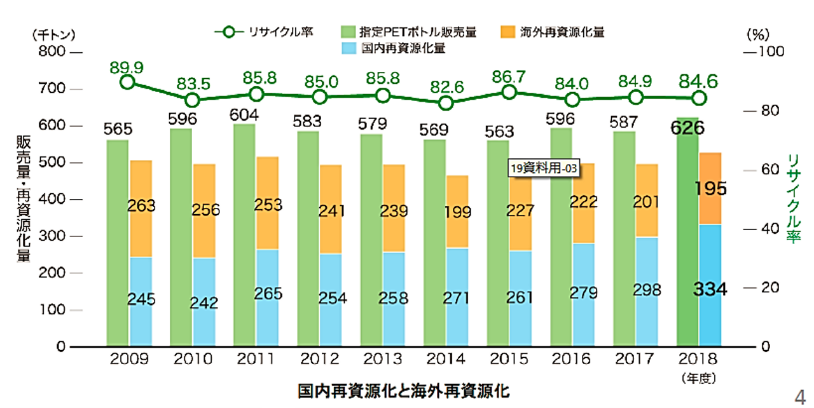 リサイクル率 指定PETボトル販売量 海外再資源化量
国内再資源化量
(千トン) (%)
800 100
700 80
600 60
500 40
400 20
300 0
200
100
0
販売量・再資源化量
リサイクル率
89.9 83.5 85.8 85.0 85.8 82.6 86.7 84.0 84.9 84.6
565 596 604 583 579 569 563 596 587 626
19資料用-03
263 256 253 241 239 199 227 222 201 195
245 242 265 254 258 271 261 279 298 334
2009 2010 2011 2012 2013 2014 2015 2016 2017 2018
(年度)
国内再資源化と海外再資源化
4